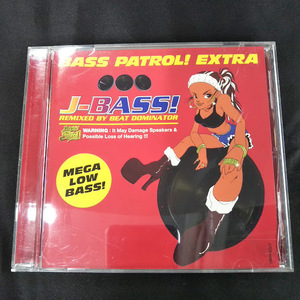 BASS PATROL! EXTRA
J-BASS!
REMIXED BY BEAT DOMINATOR
WARNING : It May Damage Speakers &
Possible Loss of Hearing !!!
MEGA
LOW
BASS!